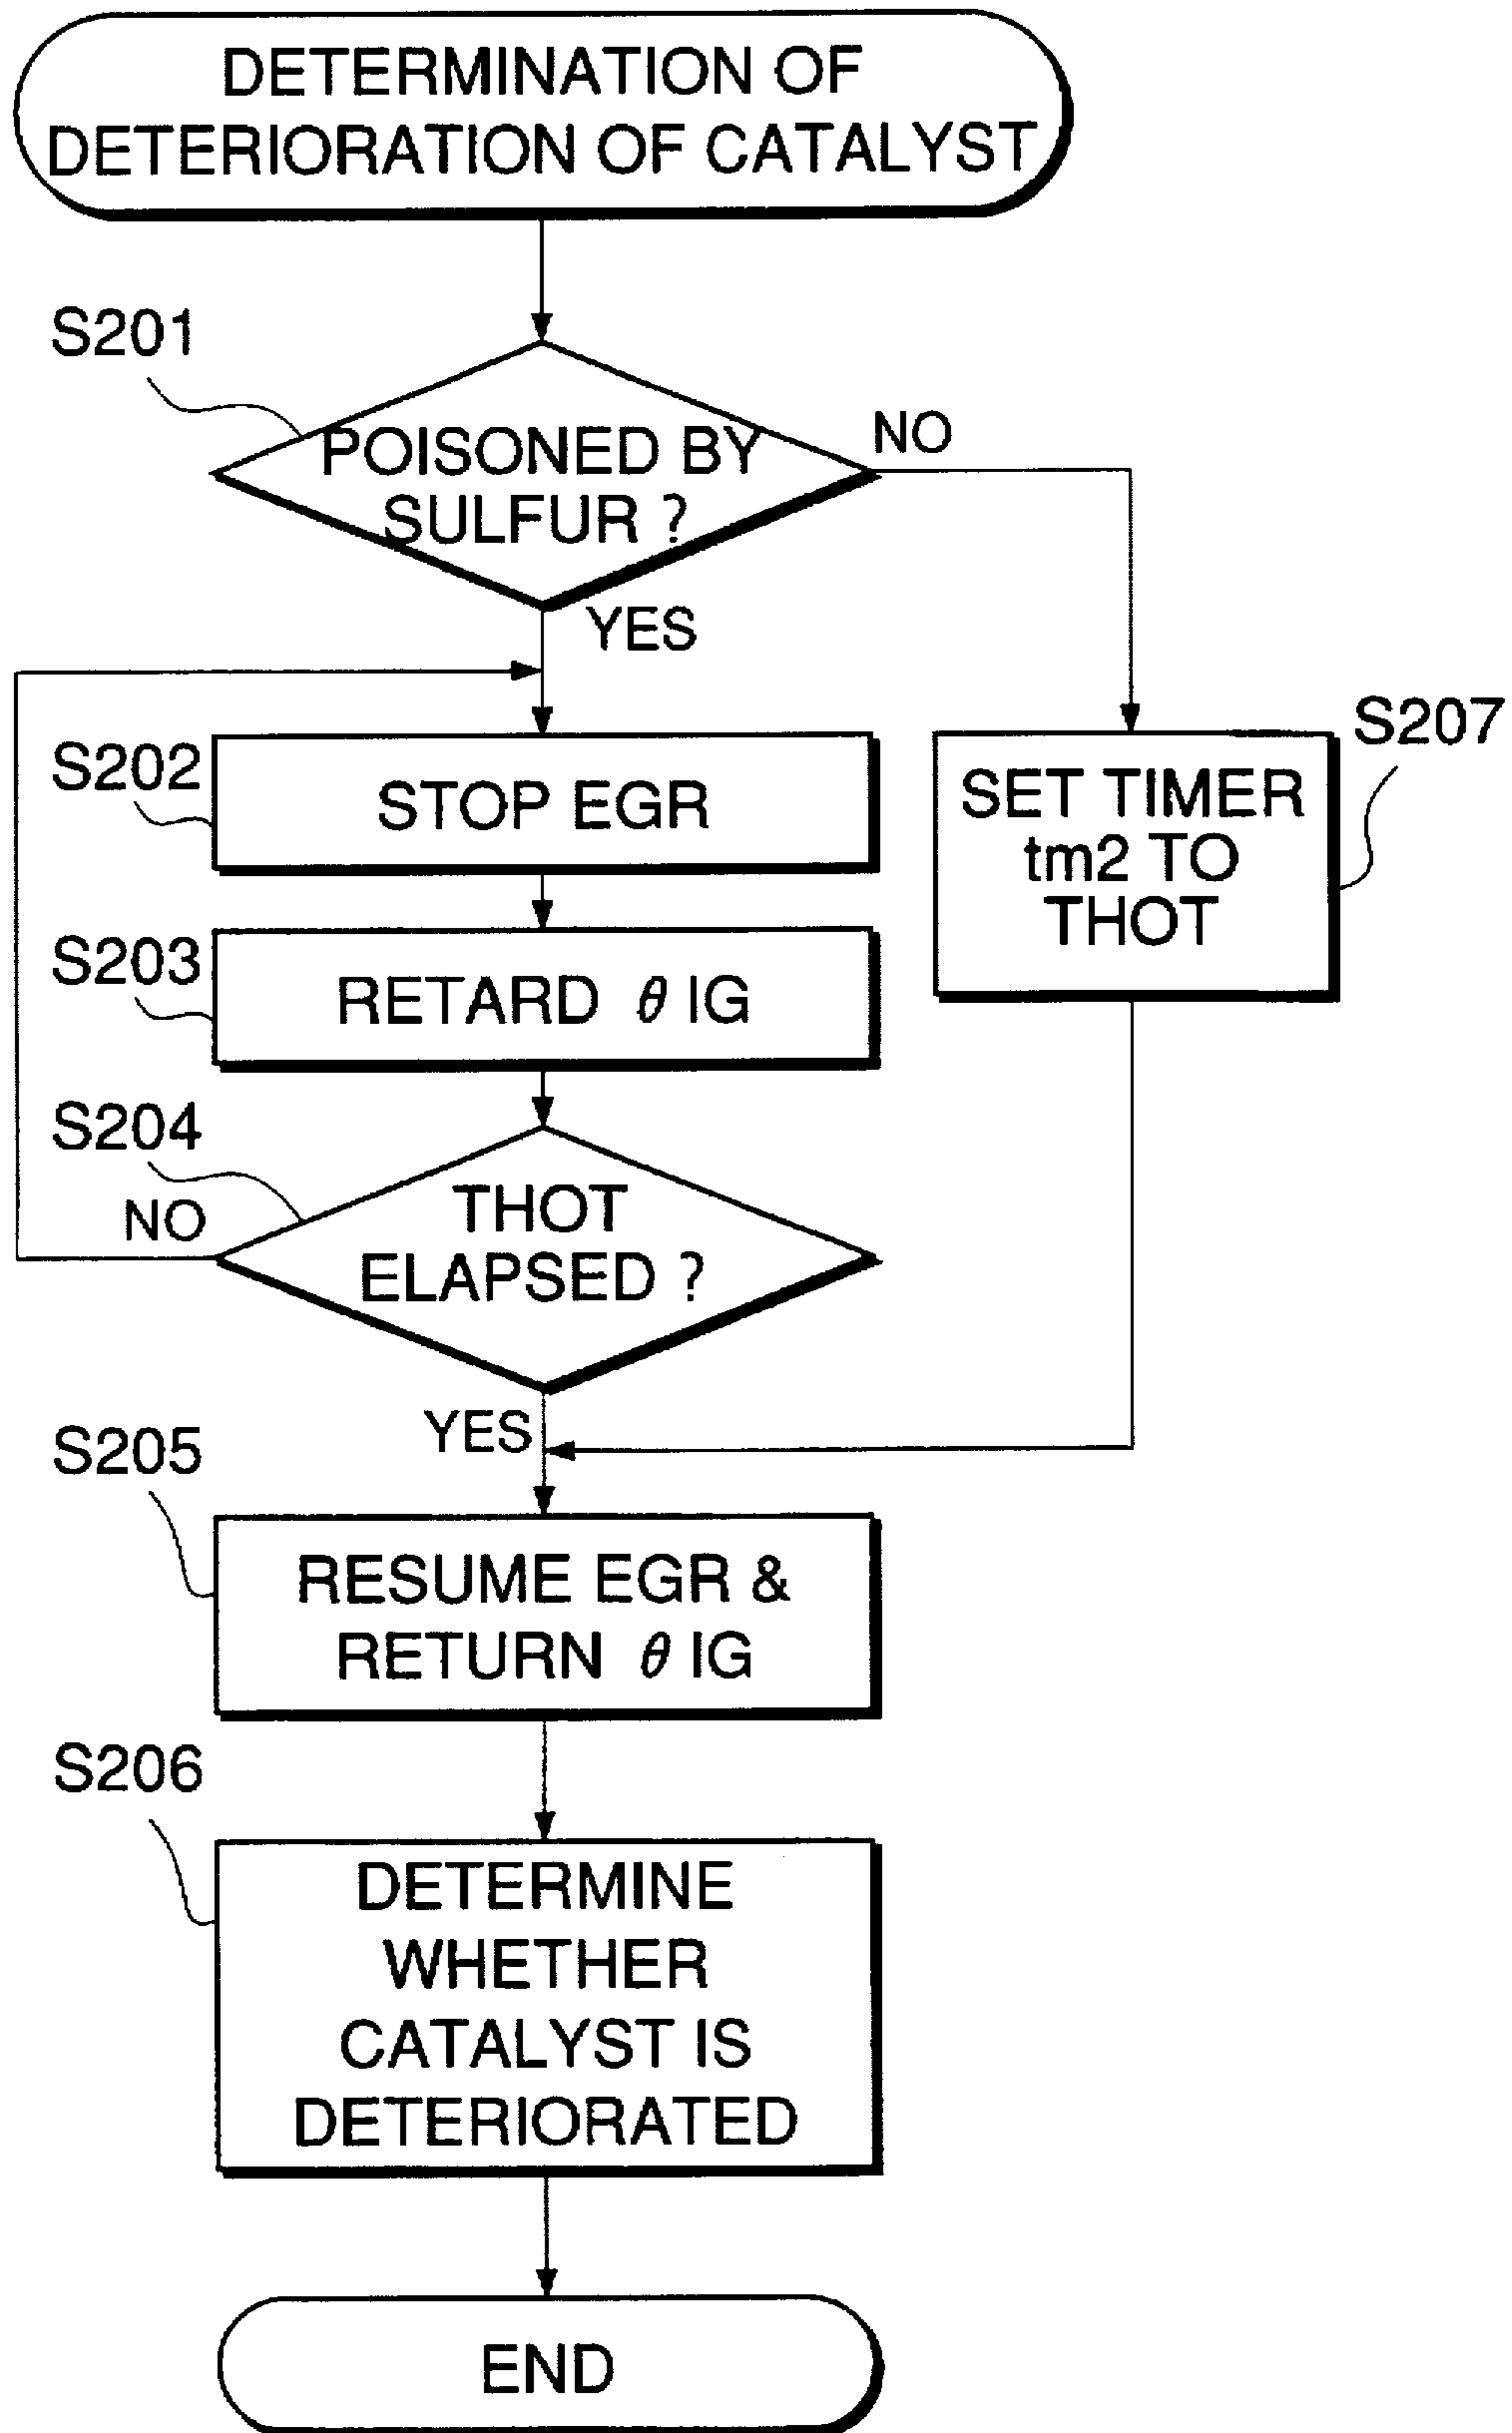 DETERMINATION OF
DETERIORATION OF CATALYST
S201
POISONED BY
SULFUR ?
NO
YES
S202
STOP EGR
S207
SET TIMER
tm2 TO
THOT
S203
RETARD θ IG
S204
THOT
ELAPSED ?
NO
YES
S205
RESUME EGR &
RETURN θ IG
S206
DETERMINE
WHETHER
CATALYST IS
DETERIORATED
END